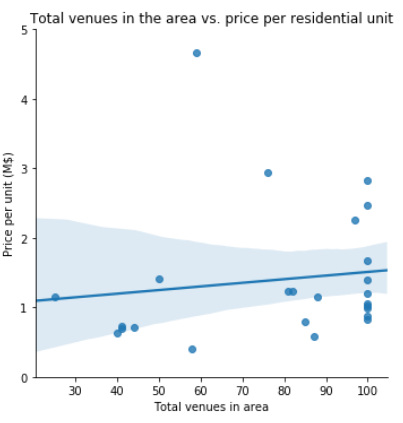 Total venues in the area vs. price per residential unit
5
4
3
2
1
0
Price per unit (M$)
30 40 50 60 70 80 90 100
Total venues in area